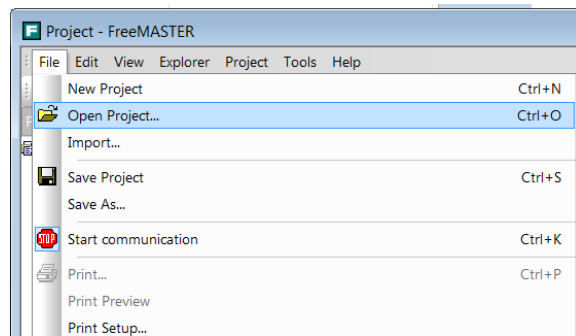 Project - FreeMASTER
File Edit View Explorer Project Tools Help
New Project Ctrl+N
Open Project... Ctrl+O
Import...
Save Project Ctrl+S
Save As...
STOP Start communication Ctrl+K
Print... Ctrl+P
Print Preview
Print Setup...